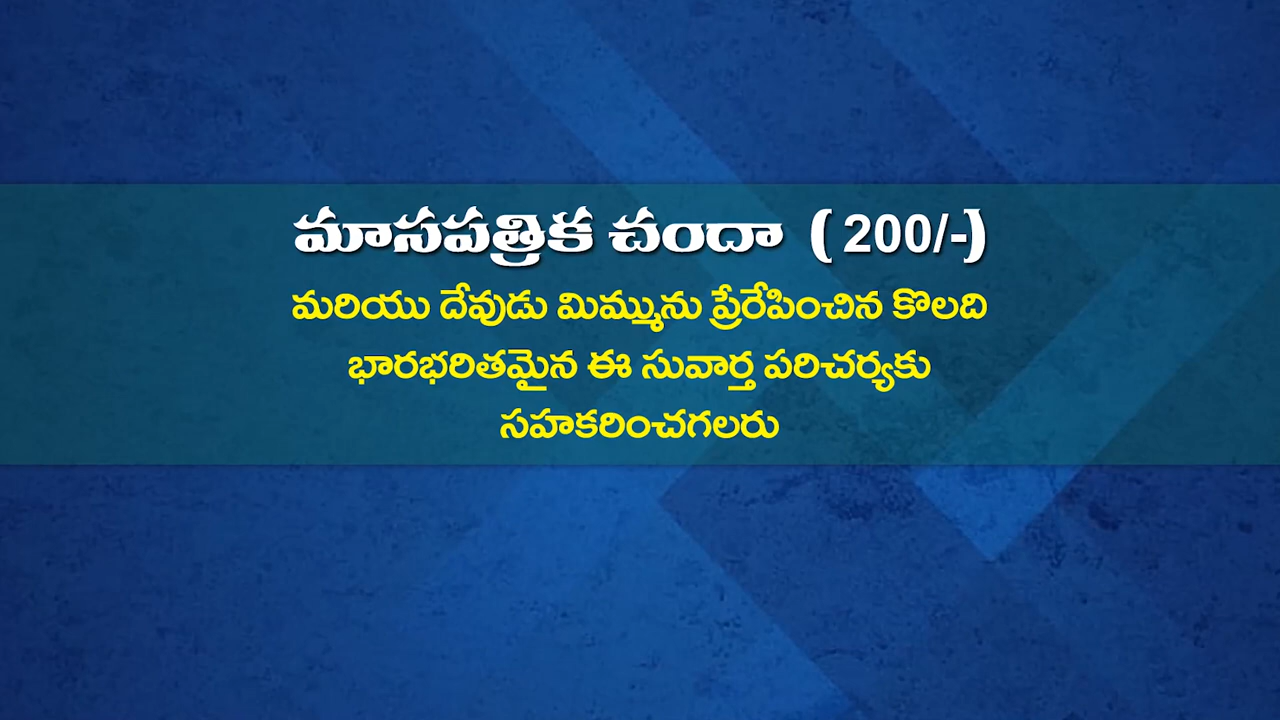 మాసపత్రిక చందా ( 200/-)
మరియు దేవుడు మిమ్మును ప్రేరేపించిన కొలది
భారభరితమైన ఈ సువార్త పరిచర్యకు
సహకరించగలరు